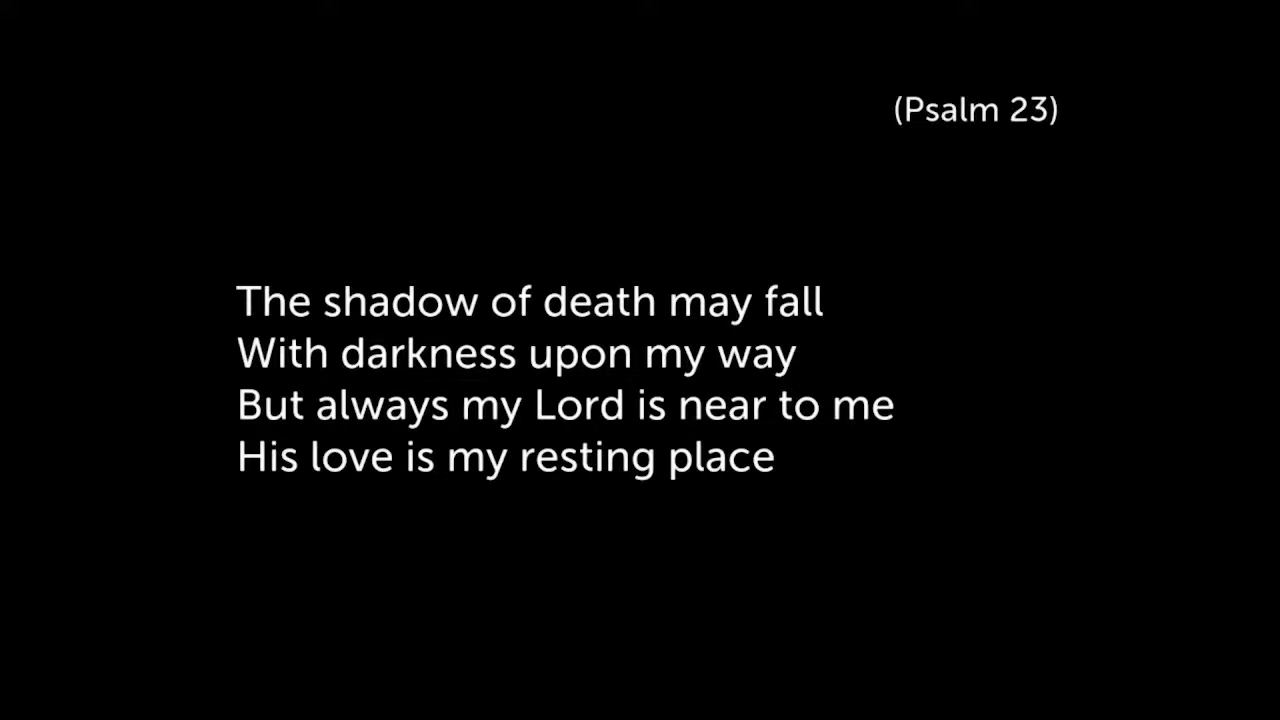 (Psalm 23)
The shadow of death may fall
With darkness upon my way
But always my Lord is near to me
His love is my resting place